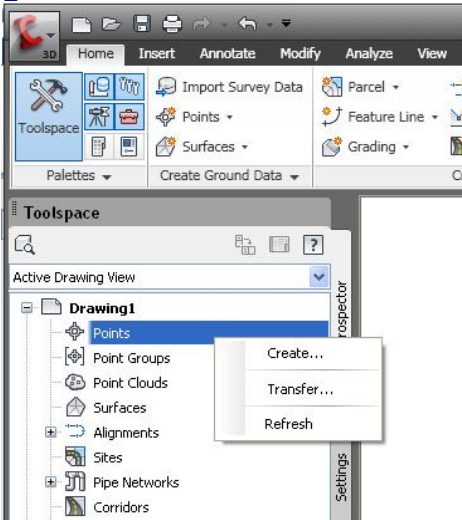 3D
Home Insert Annotate Modify Analyze View
Toolspace
Import Survey Data
Points
Surfaces
Parcel
Feature Line
Grading
Palettes
Create Ground Data
Toolspace
Active Drawing View
Drawing1
Points
Point Groups
Point Clouds
Surfaces
Alignments
Sites
Pipe Networks
Corridors
Create...
Transfer...
Refresh
rospector
Settings